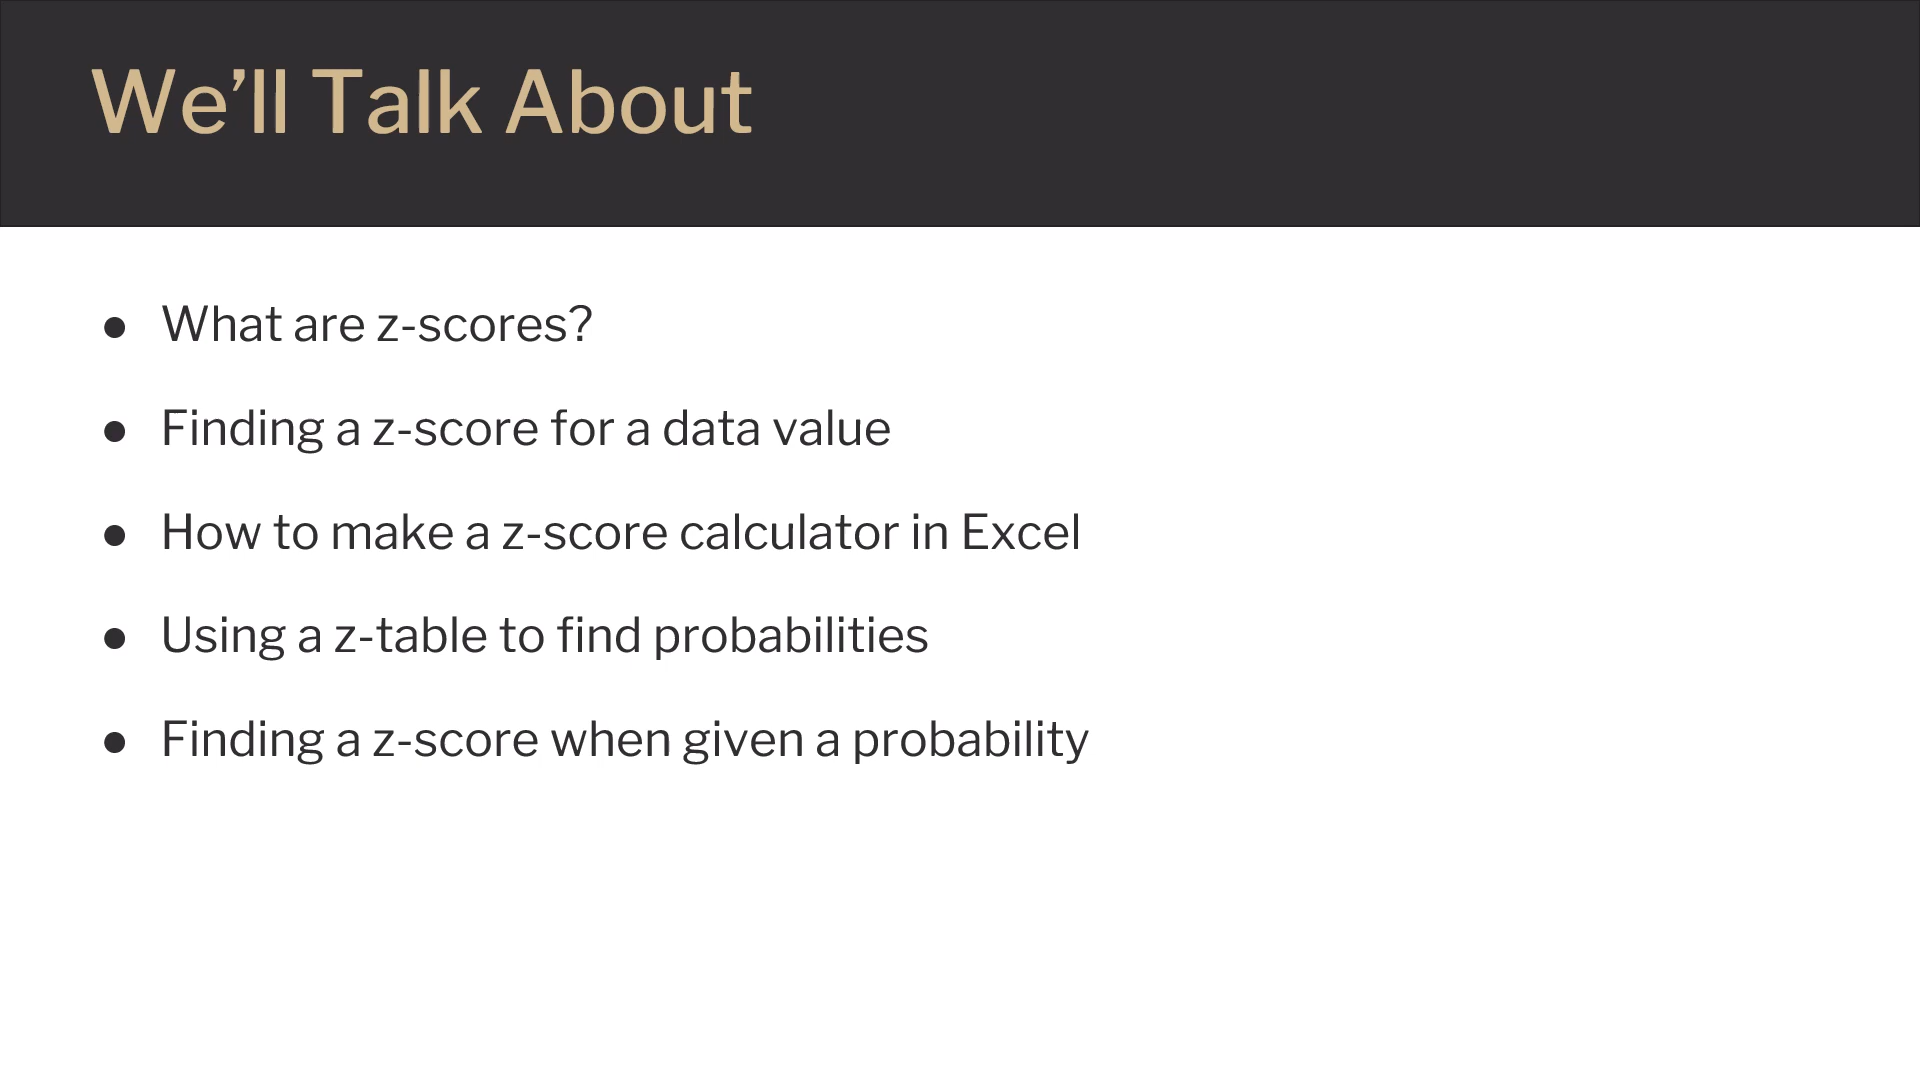 We’ll Talk About
● What are z-scores?
● Finding a z-score for a data value
● How to make a z-score calculator in Excel
● Using a z-table to find probabilities
● Finding a z-score when given a probability